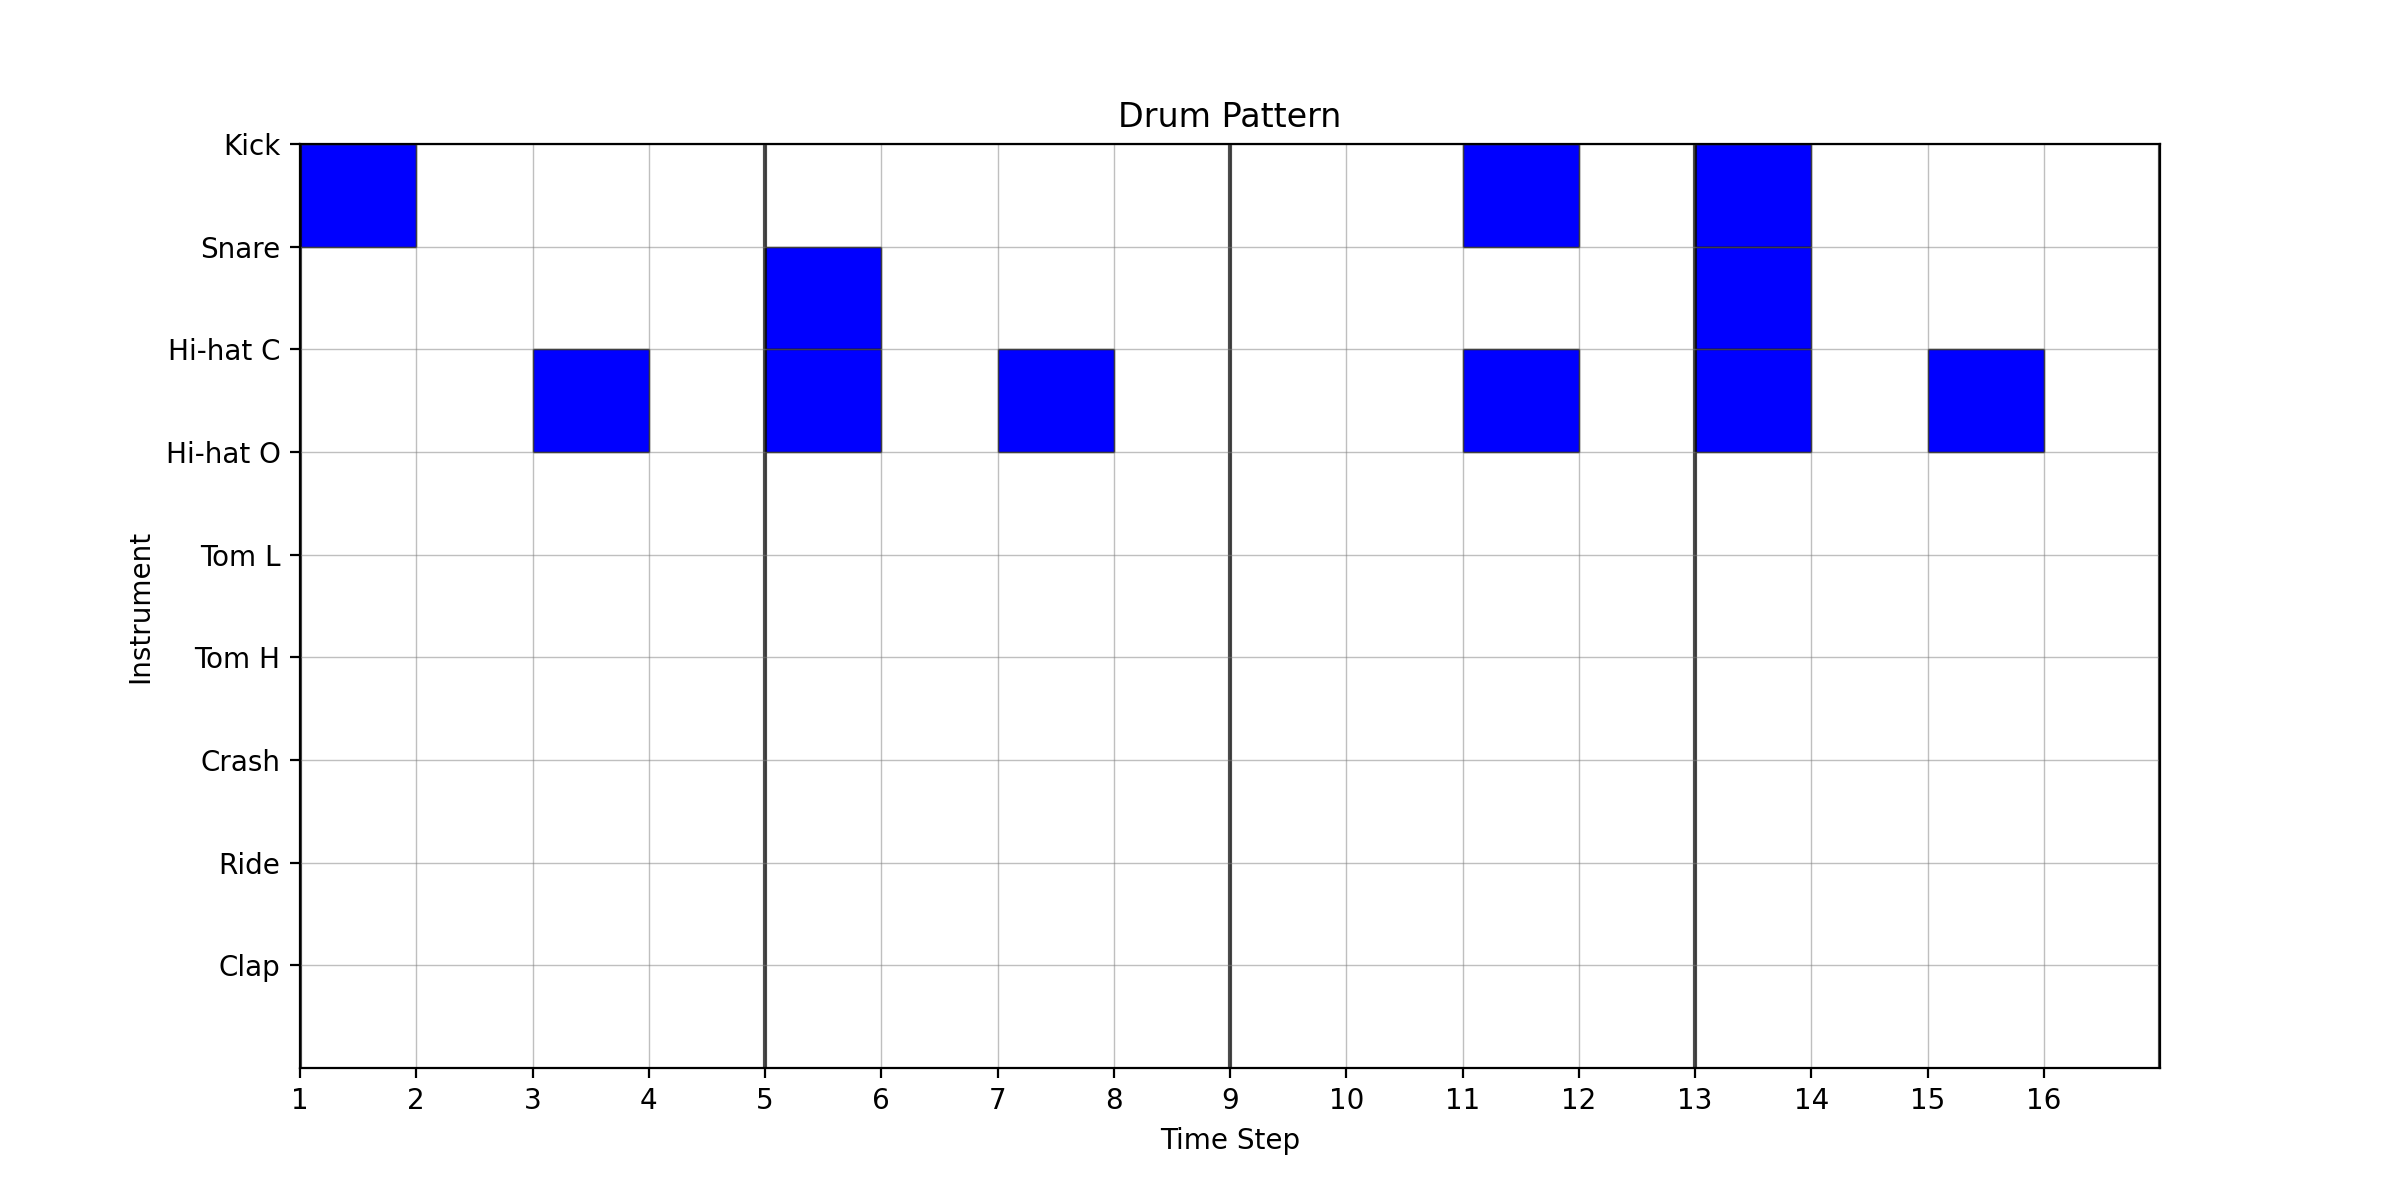 Drum Pattern
Kick
Snare
Hi-hat C
Hi-hat O
Tom L
Tom H
Crash
Ride
Clap
Instrument
1 2 3 4 5 6 7 8 9 10 11 12 13 14 15 16
Time Step